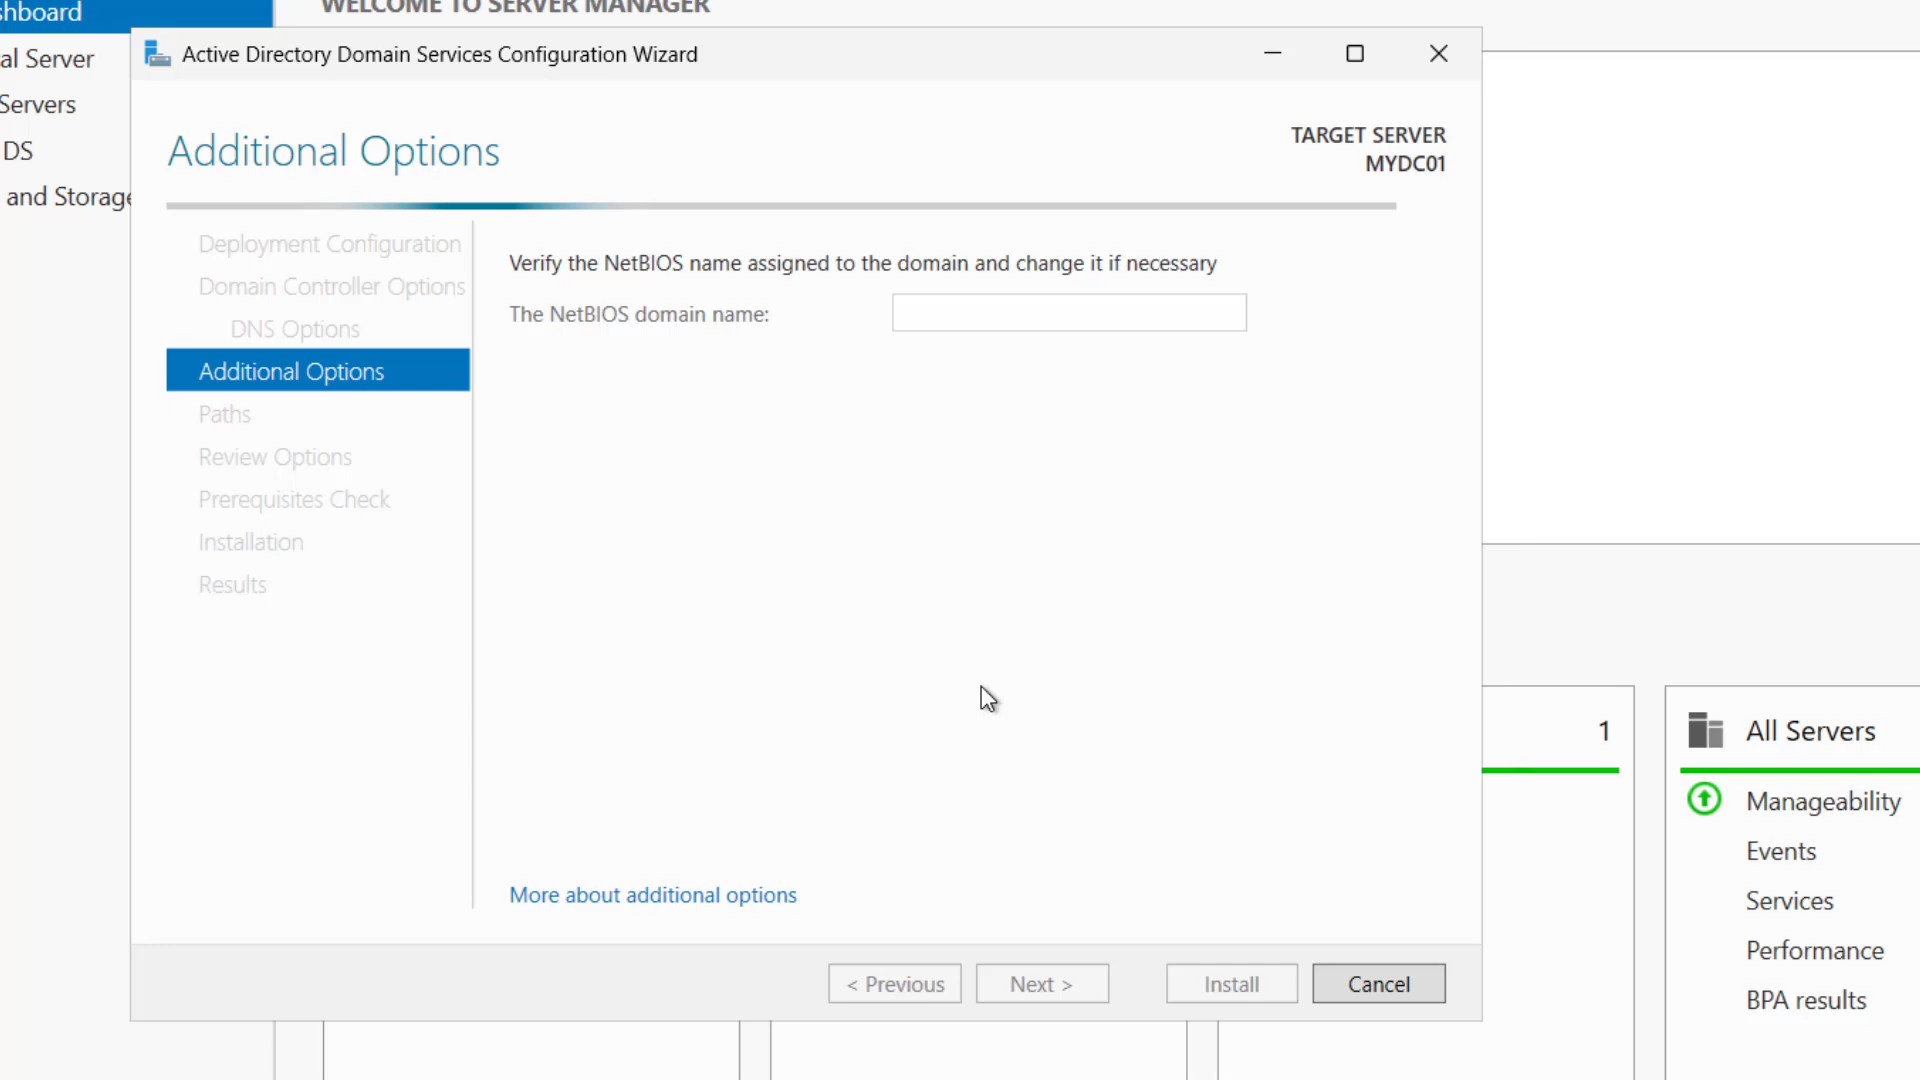 shboard
WELCOME TO SERVER MANAGER
al Server
Servers
DS
and Storage
Active Directory Domain Services Configuration Wizard
Additional Options
TARGET SERVER
MYDC01
Deployment Configuration
Domain Controller Options
DNS Options
Additional Options
Paths
Review Options
Prerequisites Check
Installation
Results
Verify the NetBIOS name assigned to the domain and change it if necessary
The NetBIOS domain name:
More about additional options
< Previous
Next >
Install
Cancel
1
All Servers
Manageability
Events
Services
Performance
BPA results